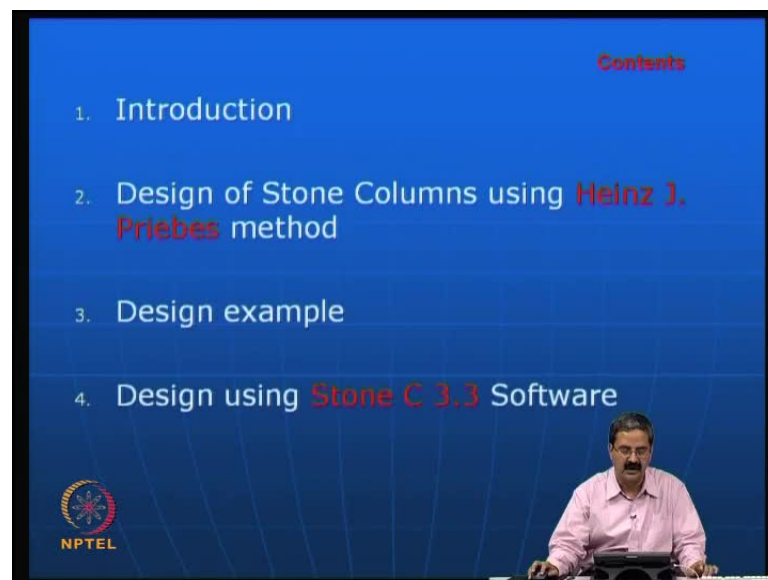 Contents
1. Introduction
2. Design of Stone Columns using Heinz J.
Priebes method
3. Design example
4. Design using Stone C 3.3 Software
NPTEL